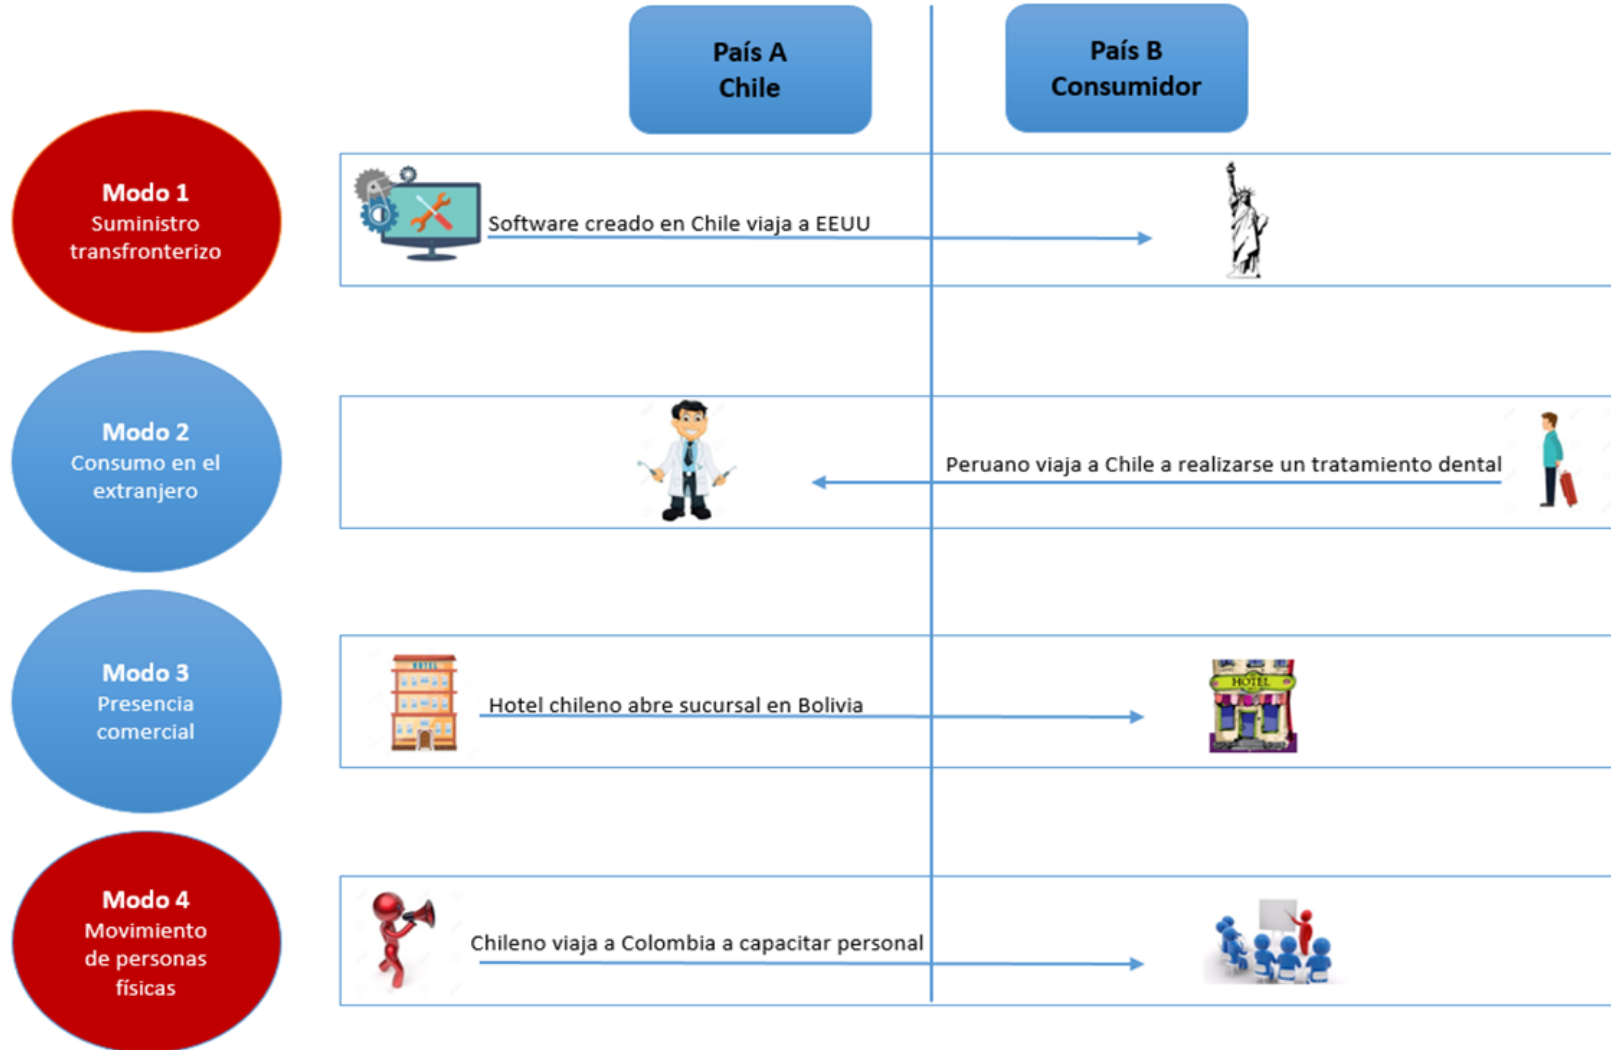 País A
Chile
País B
Consumidor
Modo 1
Suministro
transfronterizo
Software creado en Chile viaja a EEUU
Modo 2
Consumo en el
extranjero
Peruano viaja a Chile a realizarse un tratamiento dental
Modo 3
Presencia
comercial
HOTEL
Hotel chileno abre sucursal en Bolivia
HOTEL
Modo 4
Movimiento
de personas
físicas
Chileno viaja a Colombia a capacitar personal